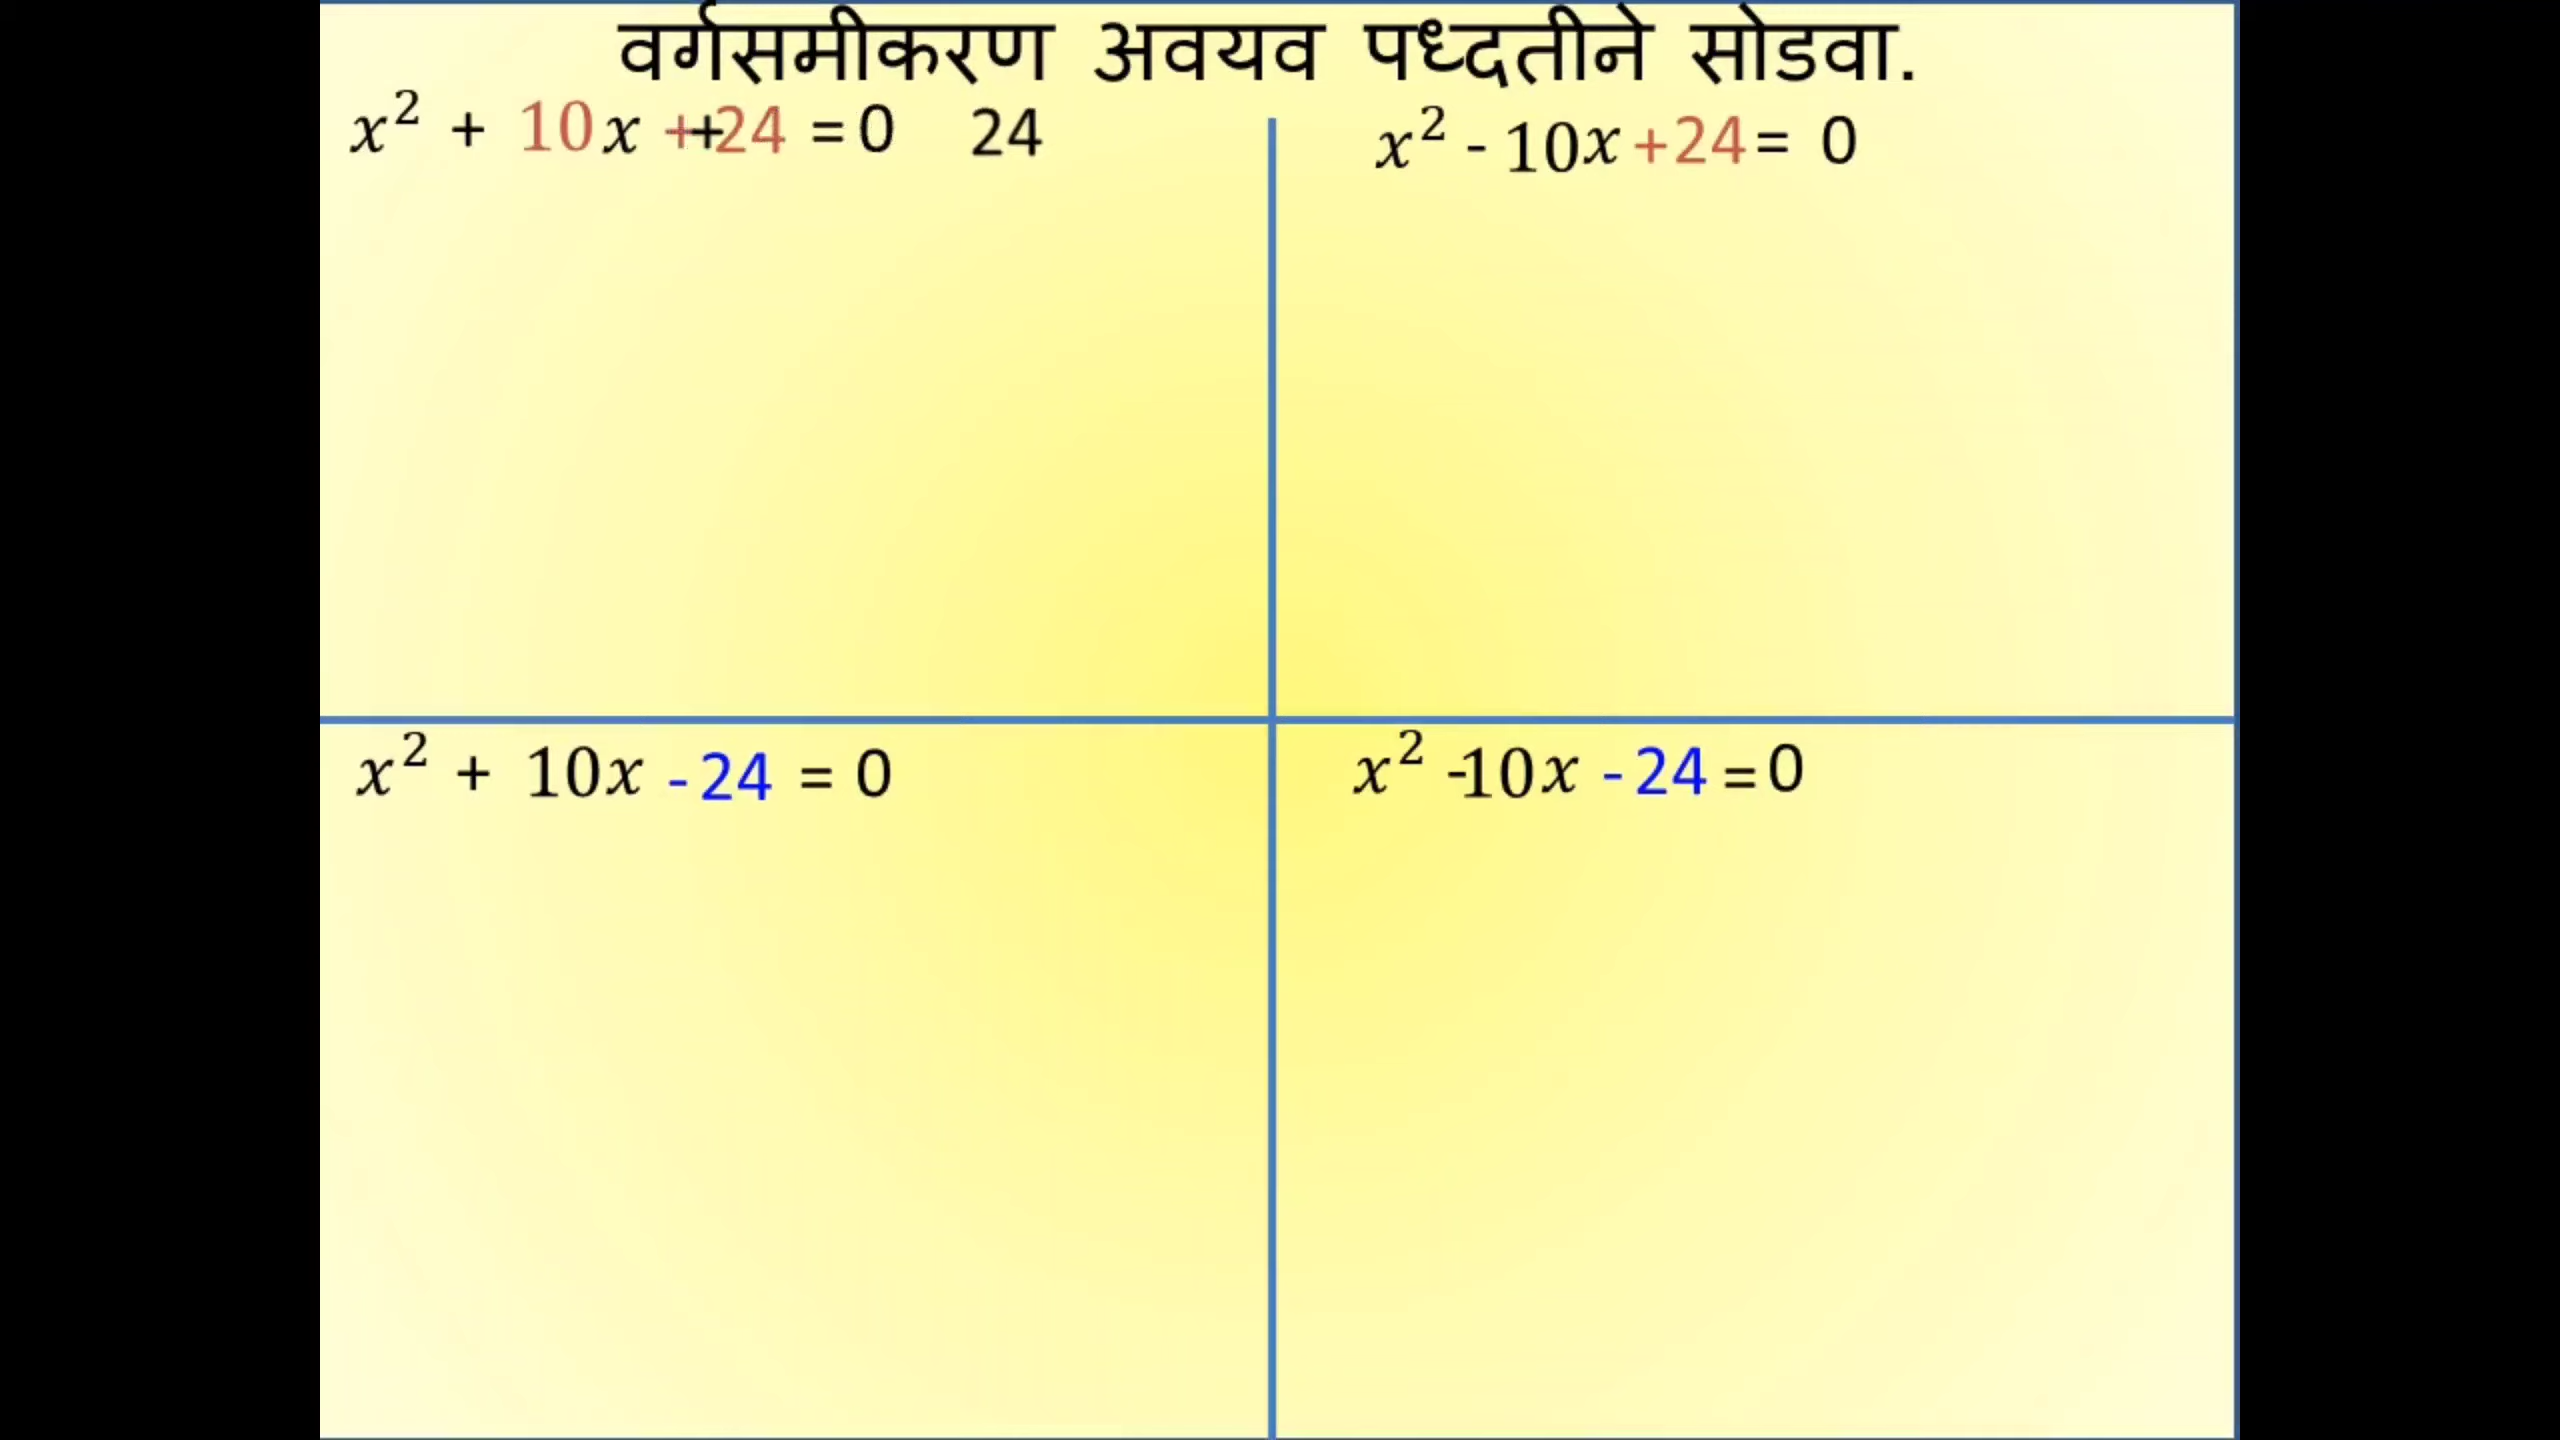 वर्गसमीकरण अवयव पध्दतीने सोडवा.
x² + 10x ++24 = 0 24
x² - 10x +24 = 0
x² + 10x - 24 = 0
x² -10x - 24 = 0